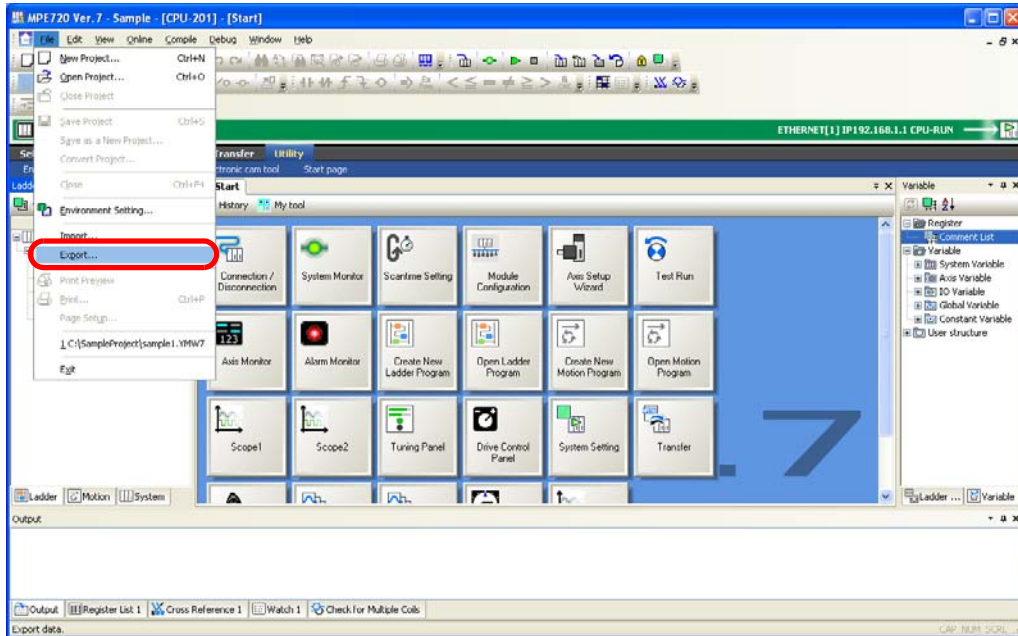 MPE720 Ver.7 - Sample - [CPU-201] - [Start]
File Edit View Online Compile Debug Window Help
New Project... Ctrl+N
Open Project... Ctrl+O
Close Project
Save Project Ctrl+S
Save as a New Project...
Convert Project...
Close Ctrl+F4
Environment Setting...
Import...
Export...
Print Preview
Print... Ctrl+P
Page Setup...
1 C:\SampleProject\sample1.YMW7
Exit
ETHERNET[1] IP192.168.1.1 CPU-RUN
Transfer Utility
ctronic cam tool Start page
Start
History My tool
Connection / Disconnection
System Monitor
Scantime Setting
Module Configuration
Axis Setup Wizard
Test Run
Axis Monitor
Alarm Monitor
Create New Ladder Program
Open Ladder Program
Create New Motion Program
Open Motion Program
Scope1
Scope2
Tuning Panel
Drive Control Panel
System Setting
Transfer
.7
Variable
Register
Comment List
Variable
System Variable
Axis Variable
IO Variable
Global Variable
Constant Variable
User structure
Ladder Motion System
Ladder ... Variable
Output
Output Register List 1 Cross Reference 1 Watch 1 Check for Multiple Coils
Export data.
CAP NUM SCRL